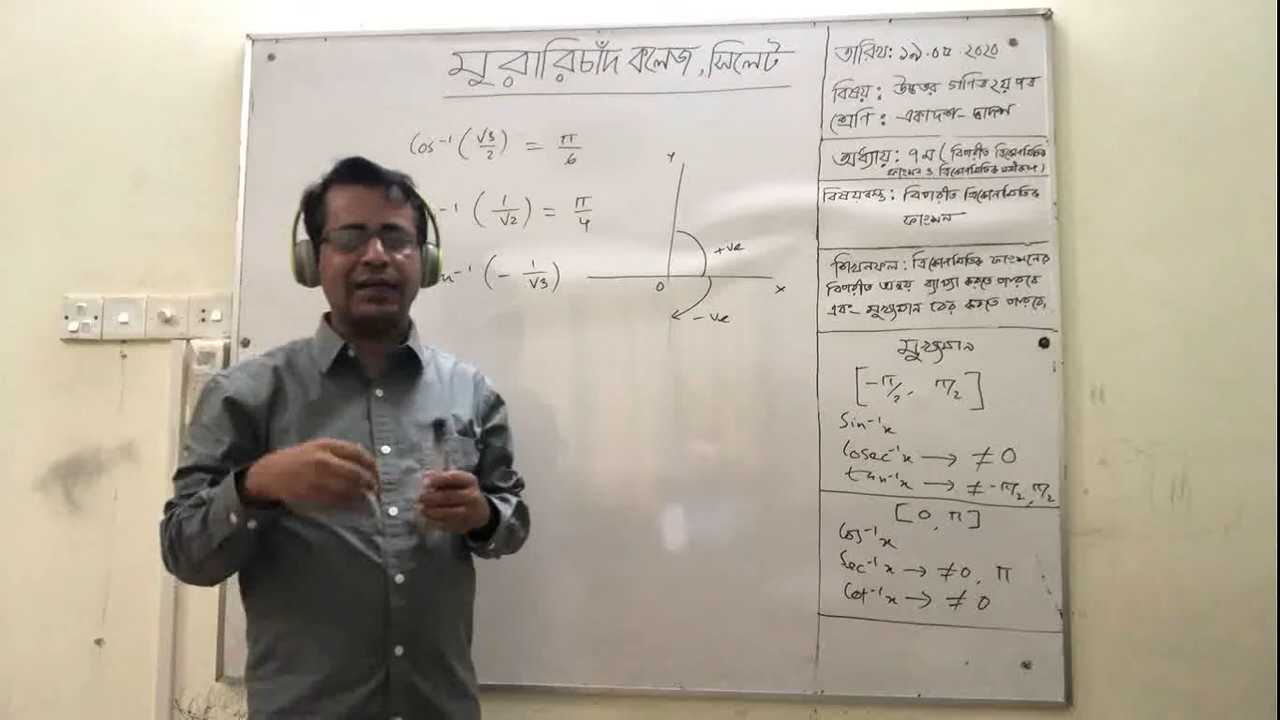 মুরারিচাঁদ কলেজ, সিলেট
Cos⁻¹ (√3/2) = π/6
⁻¹ (1/√2) = π/4
⁻¹ (- 1/√3)
Y
+ve
O
X
-ve
তারিখ: ১৯.০৫.২০২০
বিষয়: উচ্চতর গণিত ২য় পত্র
শ্রেণি: একাদশ-দ্বাদশ
অধ্যায়: ৭ম (বিপরীত ত্রিকোণমিতিক
ফাংশন ও ত্রিকোণমিতিক সমীকরণ)
বিষয়বস্তু: বিপরীত ত্রিকোণমিতিক
ফাংশন
শিখনফল: ত্রিকোণমিতিক ফাংশনের
বিপরীত অন্বয় ব্যাখ্যা করতে পারবে
এবং মুখ্যমান বের করতে পারবে,
মুখ্যমান
[-π/2, π/2]
Sin⁻¹x
Cosec⁻¹x → ≠ 0
tan⁻¹x → ≠ -π/2, π/2
[0, π]
Cos⁻¹x
Sec⁻¹x → ≠ 0, π
Cot⁻¹x → ≠ 0